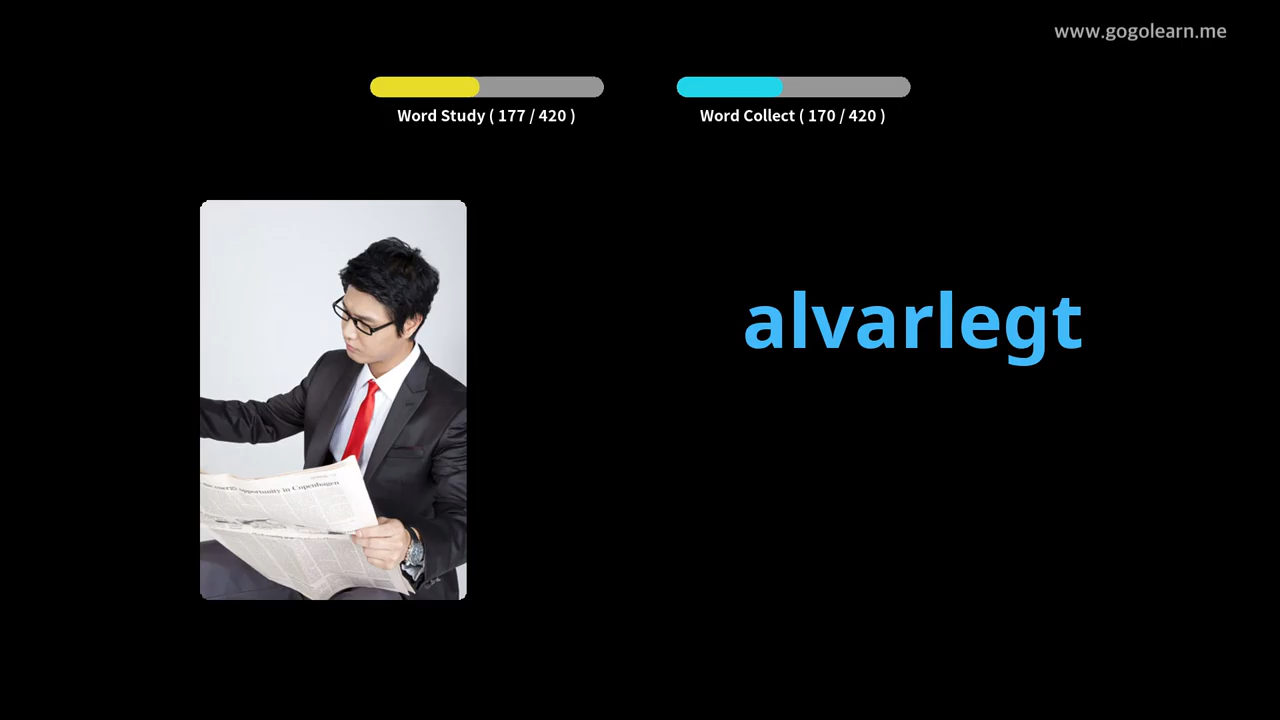 www.gogolearn.me
Word Study ( 177 / 420 )
Word Collect ( 170 / 420 )
alvarlegt
opportunity in Copenhagen